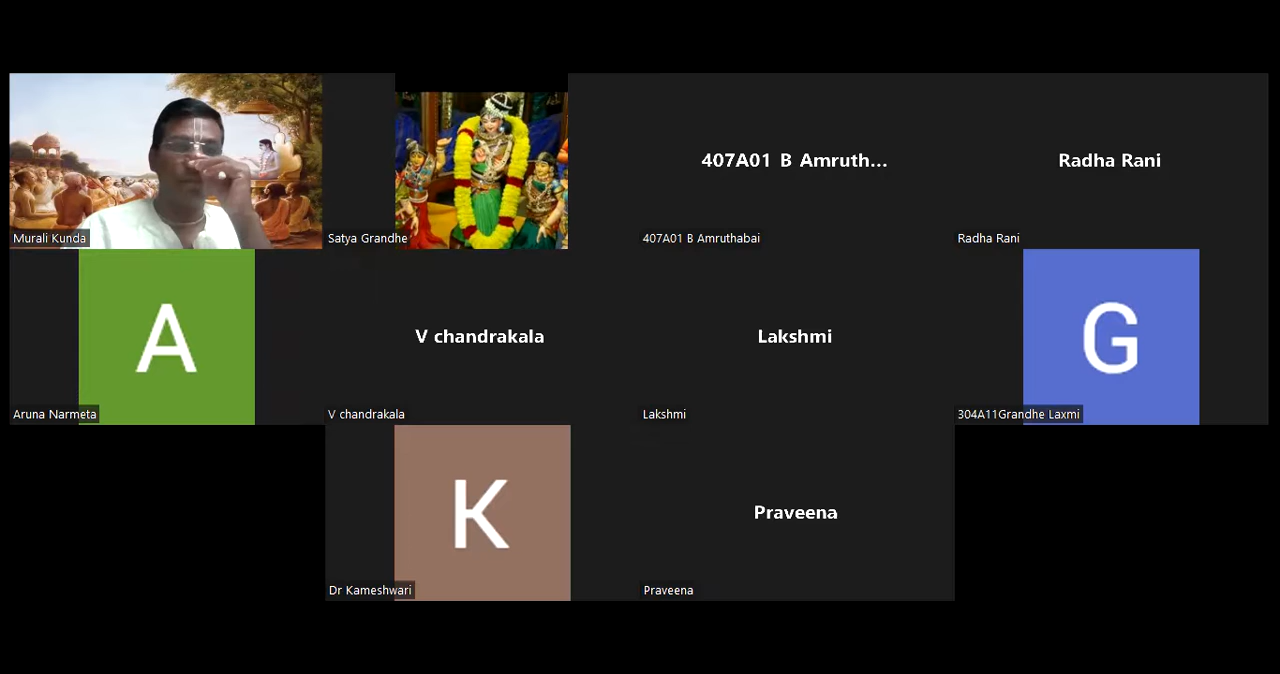 407A01 B Amruth...
Radha Rani
Murali Kunda
Satya Grandhe
407A01 B Amruthabai
Radha Rani
A
V chandrakala
Lakshmi
G
Aruna Narmeta
V chandrakala
Lakshmi
304A11Grandhe Laxmi
K
Praveena
Dr Kameshwari
Praveena